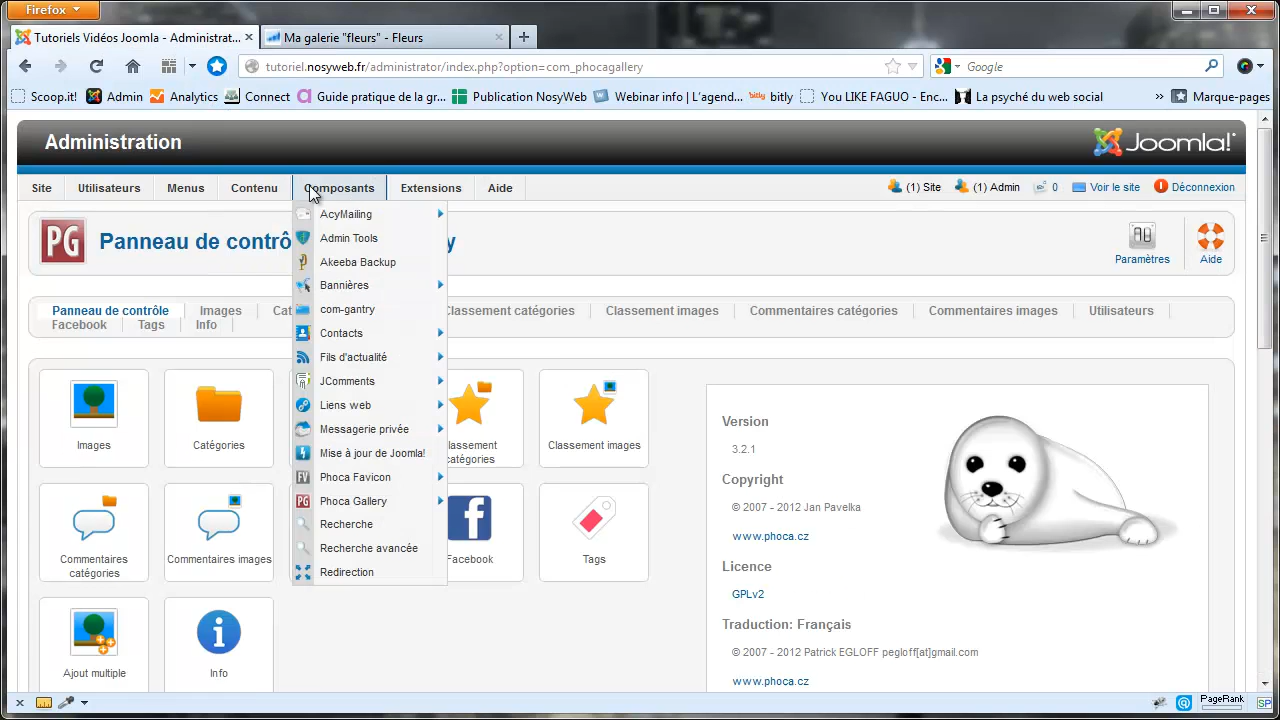 Firefox
Tutoriels Vidéos Joomla - Administrat...
Ma galerie "fleurs" - Fleurs
tutoriel.nosyweb.fr/administrator/index.php?option=com_phocagallery
Google
Scoop.it!
Admin
Analytics
Connect
Guide pratique de la gr...
Publication NosyWeb
Webinar info | L'agend...
bitly
You LIKE FAGUO - Enc...
La psyché du web social
»
Marque-pages
Administration
Joomla!
Site
Utilisateurs
Menus
Contenu
Composants
Extensions
Aide
(1) Site
(1) Admin
0
Voir le site
Déconnexion
PG
Panneau de contrô
y
Paramètres
Aide
Panneau de contrôle
Images
Cat
Classement catégories
Classement images
Commentaires catégories
Commentaires images
Utilisateurs
Facebook
Tags
Info
AcyMailing
Admin Tools
Akeeba Backup
Bannières
com-gantry
Contacts
Fils d'actualité
JComments
Liens web
Messagerie privée
Mise à jour de Joomla!
FV
Phoca Favicon
PG
Phoca Gallery
Recherche
Recherche avancée
Redirection
Images
Catégories
lassement
catégories
Classement images
Commentaires
catégories
Commentaires images
Facebook
Tags
Ajout multiple
Info
Version
3.2.1
Copyright
© 2007 - 2012 Jan Pavelka
www.phoca.cz
Licence
GPLv2
Traduction: Français
© 2007 - 2012 Patrick EGLOFF pegloff[at]gmail.com
www.phoca.cz
PageRank
SP